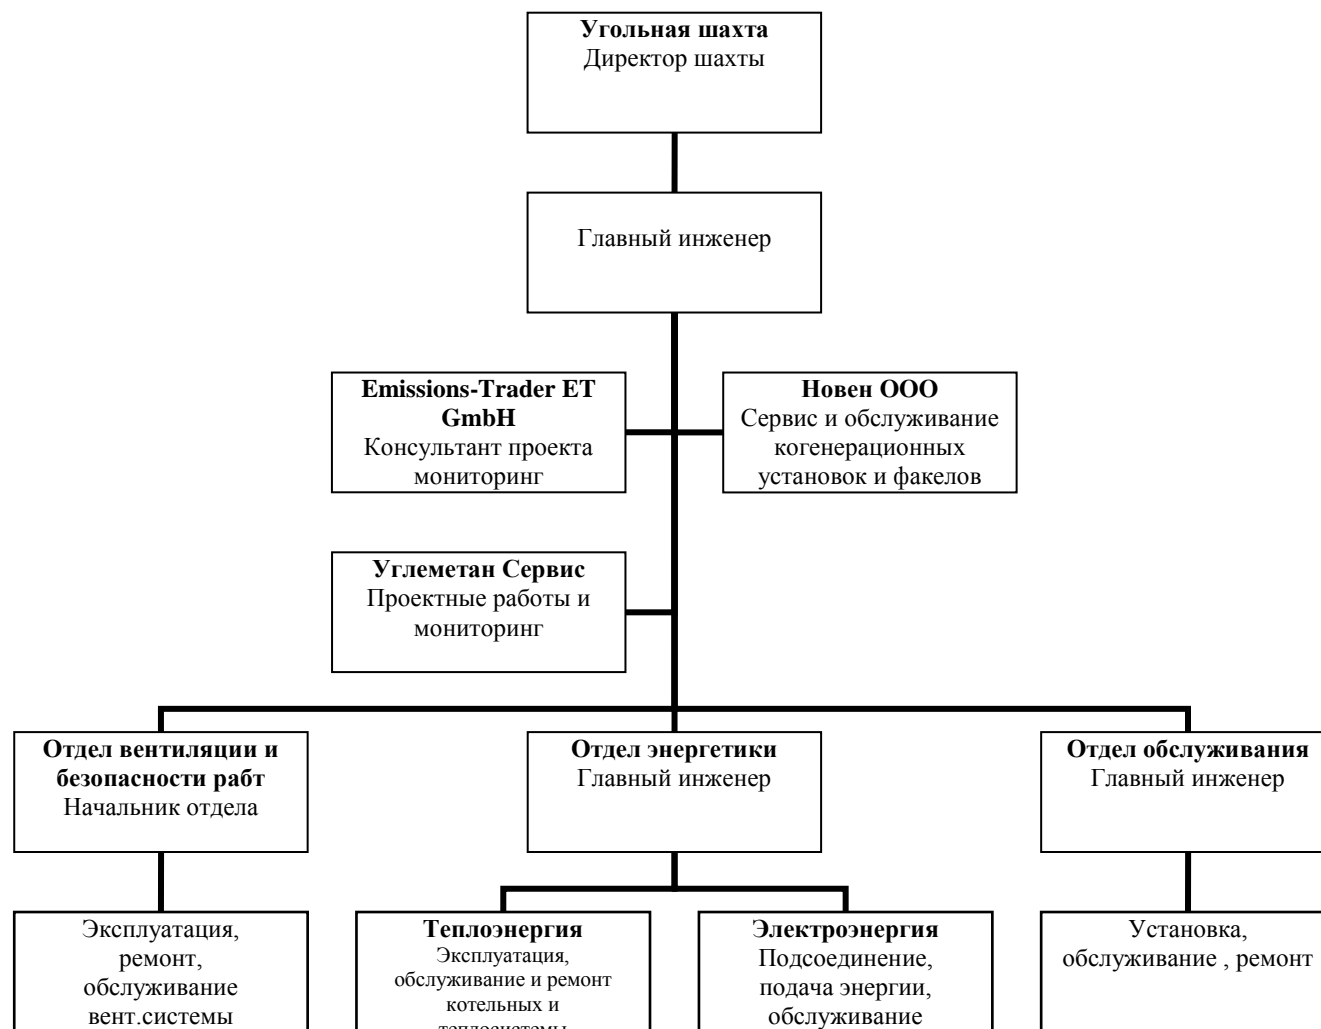 Угольная шахта
Директор шахты
Главный инженер
Emissions-Trader ET
GmbH
Консультант проекта
мониторинг
Новен ООО
Сервис и обслуживание
когенерационных
установок и факелов
Углеметан Сервис
Проектные работы и
мониторинг
Отдел вентиляции и
безопасности рабт
Начальник отдела
Отдел энергетики
Главный инженер
Отдел обслуживания
Главный инженер
Эксплуатация,
ремонт,
обслуживание
вент.системы
Теплоэнергия
Эксплуатация,
обслуживание и ремонт
котельных и
теплосистемы
Электроэнергия
Подсоединение,
подача энергии,
обслуживание
Установка,
обслуживание , ремонт